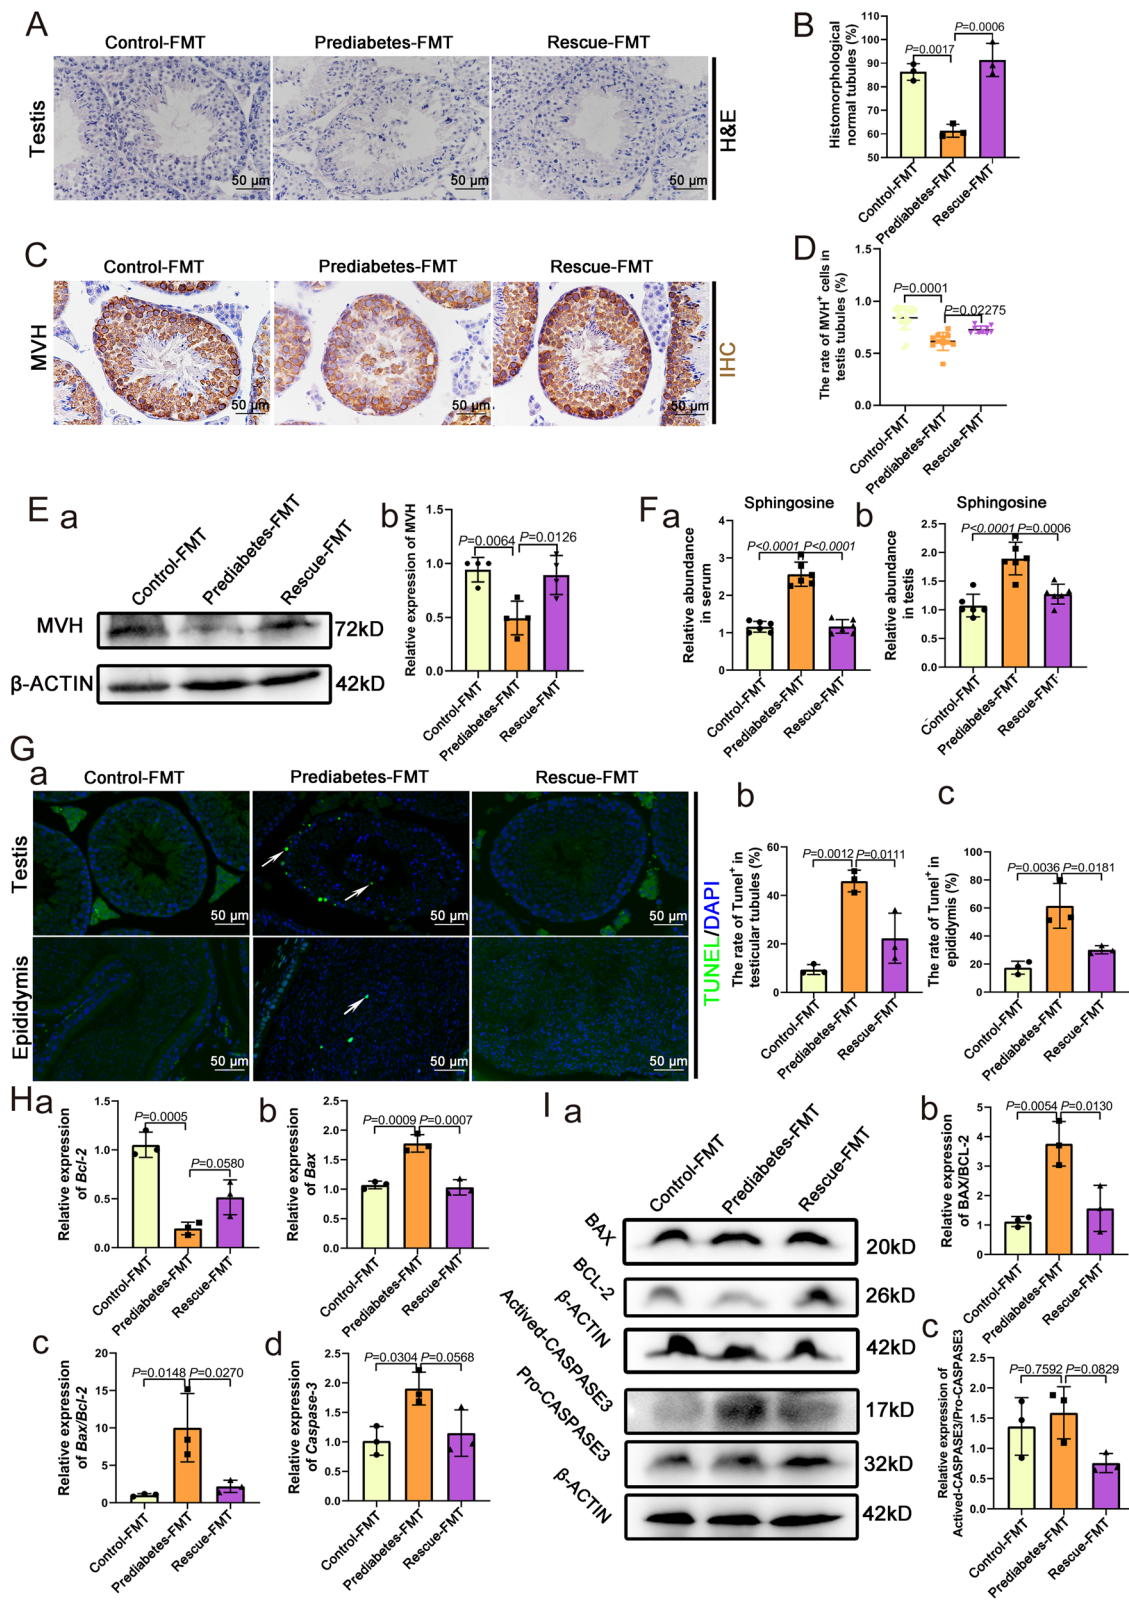 A
Control-FMT
Prediabetes-FMT
Rescue-FMT
Testis
50 μm
50 μm
50 μm
H&E
B
Histomorphological
normal tubules (%)
110
100
90
80
70
60
50
P=0.0017
P=0.0006
Control-FMT
Prediabetes-FMT
Rescue-FMT
C
Control-FMT
Prediabetes-FMT
Rescue-FMT
MVH
50 μm
50 μm
50 μm
IHC
D
The rate of MVH+ cells in
testis tubules (%)
1.5
1.0
0.5
0.0
P=0.0001
P=0.02275
Control-FMT
Prediabetes-FMT
Rescue-FMT
E
a
Control-FMT
Prediabetes-FMT
Rescue-FMT
MVH
72kD
β-ACTIN
42kD
b
Relative expression of MVH
1.5
1.0
0.5
0.0
P=0.0064
P=0.0126
Control-FMT
Prediabetes-FMT
Rescue-FMT
F
a
Sphingosine
Relative abundance
in serum
4
3
2
1
0
P<0.0001
P<0.0001
Control-FMT
Prediabetes-FMT
Rescue-FMT
b
Sphingosine
Relative abundance
in testis
2.5
2.0
1.5
1.0
0.5
0.0
P<0.0001
P=0.0006
Control-FMT
Prediabetes-FMT
Rescue-FMT
G
a
Control-FMT
Prediabetes-FMT
Rescue-FMT
Testis
50 μm
50 μm
50 μm
Epididymis
50 μm
50 μm
50 μm
TUNEL/DAPI
b
The rate of Tunel+ in
testicular tubules (%)
60
40
20
0
P=0.0012
P=0.0111
Control-FMT
Prediabetes-FMT
Rescue-FMT
c
The rate of Tunel+ in
epididymis (%)
100
80
60
40
20
0
P=0.0036
P=0.0181
Control-FMT
Prediabetes-FMT
Rescue-FMT
H
a
Relative expression
of Bcl-2
1.5
1.0
0.5
0.0
P=0.0005
P=0.0580
Control-FMT
Prediabetes-FMT
Rescue-FMT
b
Relative expression
of Bax
2.5
2.0
1.5
1.0
0.5
0.0
P=0.0009
P=0.0007
Control-FMT
Prediabetes-FMT
Rescue-FMT
c
Relative expression
of Bax/Bcl-2
20
15
10
5
0
P=0.0148
P=0.0270
Control-FMT
Prediabetes-FMT
Rescue-FMT
d
Relative expression
of Caspase-3
2.5
2.0
1.5
1.0
0.5
0.0
P=0.0304
P=0.0568
Control-FMT
Prediabetes-FMT
Rescue-FMT
I
a
Control-FMT
Prediabetes-FMT
Rescue-FMT
BAX
20kD
BCL-2
26kD
β-ACTIN
42kD
Actived-CASPASE3
17kD
Pro-CASPASE3
32kD
β-ACTIN
42kD
b
Relative expression
of BAX/BCL-2
5
4
3
2
1
0
P=0.0054
P=0.0130
Control-FMT
Prediabetes-FMT
Rescue-FMT
c
Relative expression of
Actived-CASPASE3/Pro-CASPASE3
2.5
2.0
1.5
1.0
0.5
0.0
P=0.7592
P=0.0829
Control-FMT
Prediabetes-FMT
Rescue-FMT